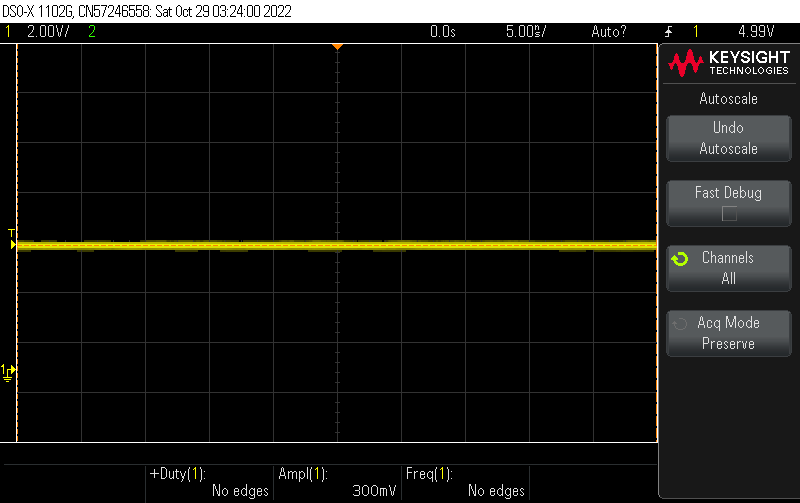 DSO-X 1102G, CN57246558: Sat Oct 29 03:24:00 2022
1 2.00V/ 2 0.0s 5.00ms/ Auto? 1 4.99V
KEYSIGHT
TECHNOLOGIES
Autoscale
Undo
Autoscale
Fast Debug
T
Channels
All
Acq Mode
Preserve
1
+Duty(1):
No edges
Ampl(1):
300mV
Freq(1):
No edges